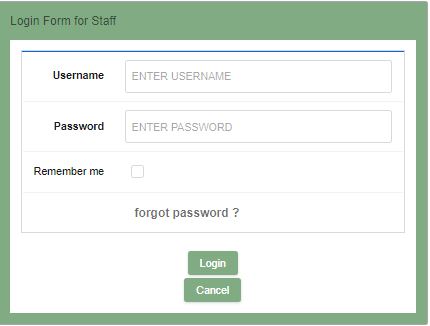 Login Form for Staff
Username ENTER USERNAME
Password ENTER PASSWORD
Remember me
forgot password ?
Login
Cancel